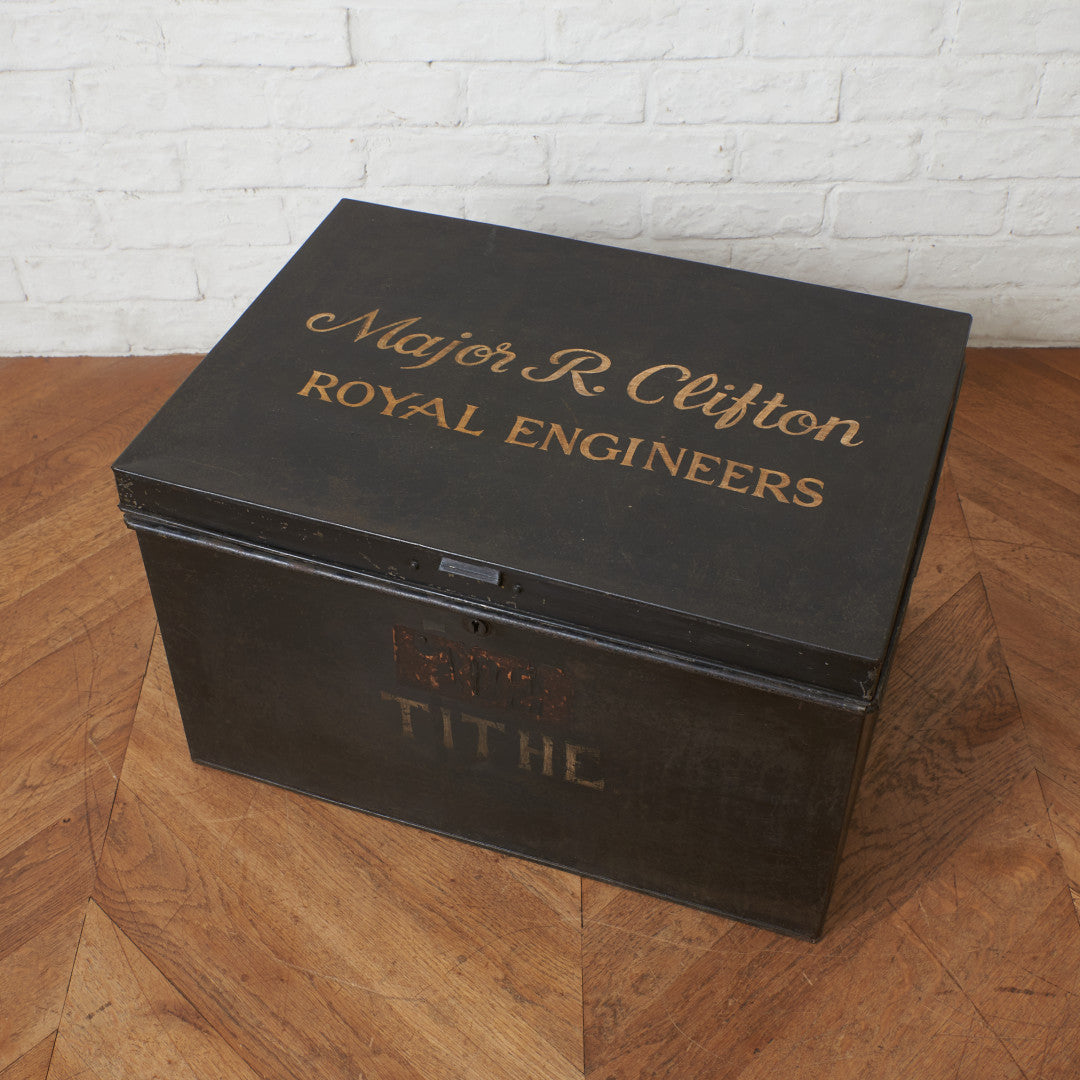 Major R. Clifton
ROYAL ENGINEERS
TITHE